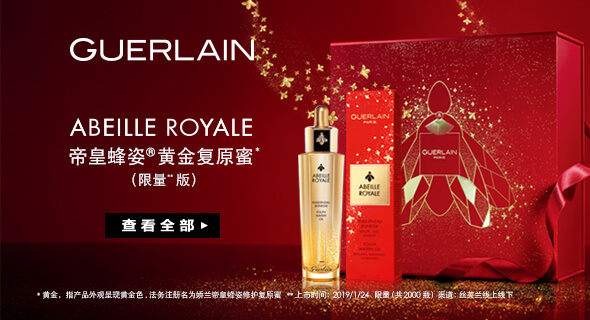 GUERLAIN
ABEILLE ROYALE
帝皇蜂姿®黄金复原蜜*
(限量**版)
查看全部
ABEILLE
ROYALE
GUERLAIN
PARIS
ABEILLE
ROYALE
GUERLAIN
PARIS
* 黄金，指产品外观呈现黄金色，法务注册名为娇兰帝皇蜂姿修护复原蜜 ** 上市时间：2019/1/24 限量(共2000瓶) 渠道：丝芙兰线上线下